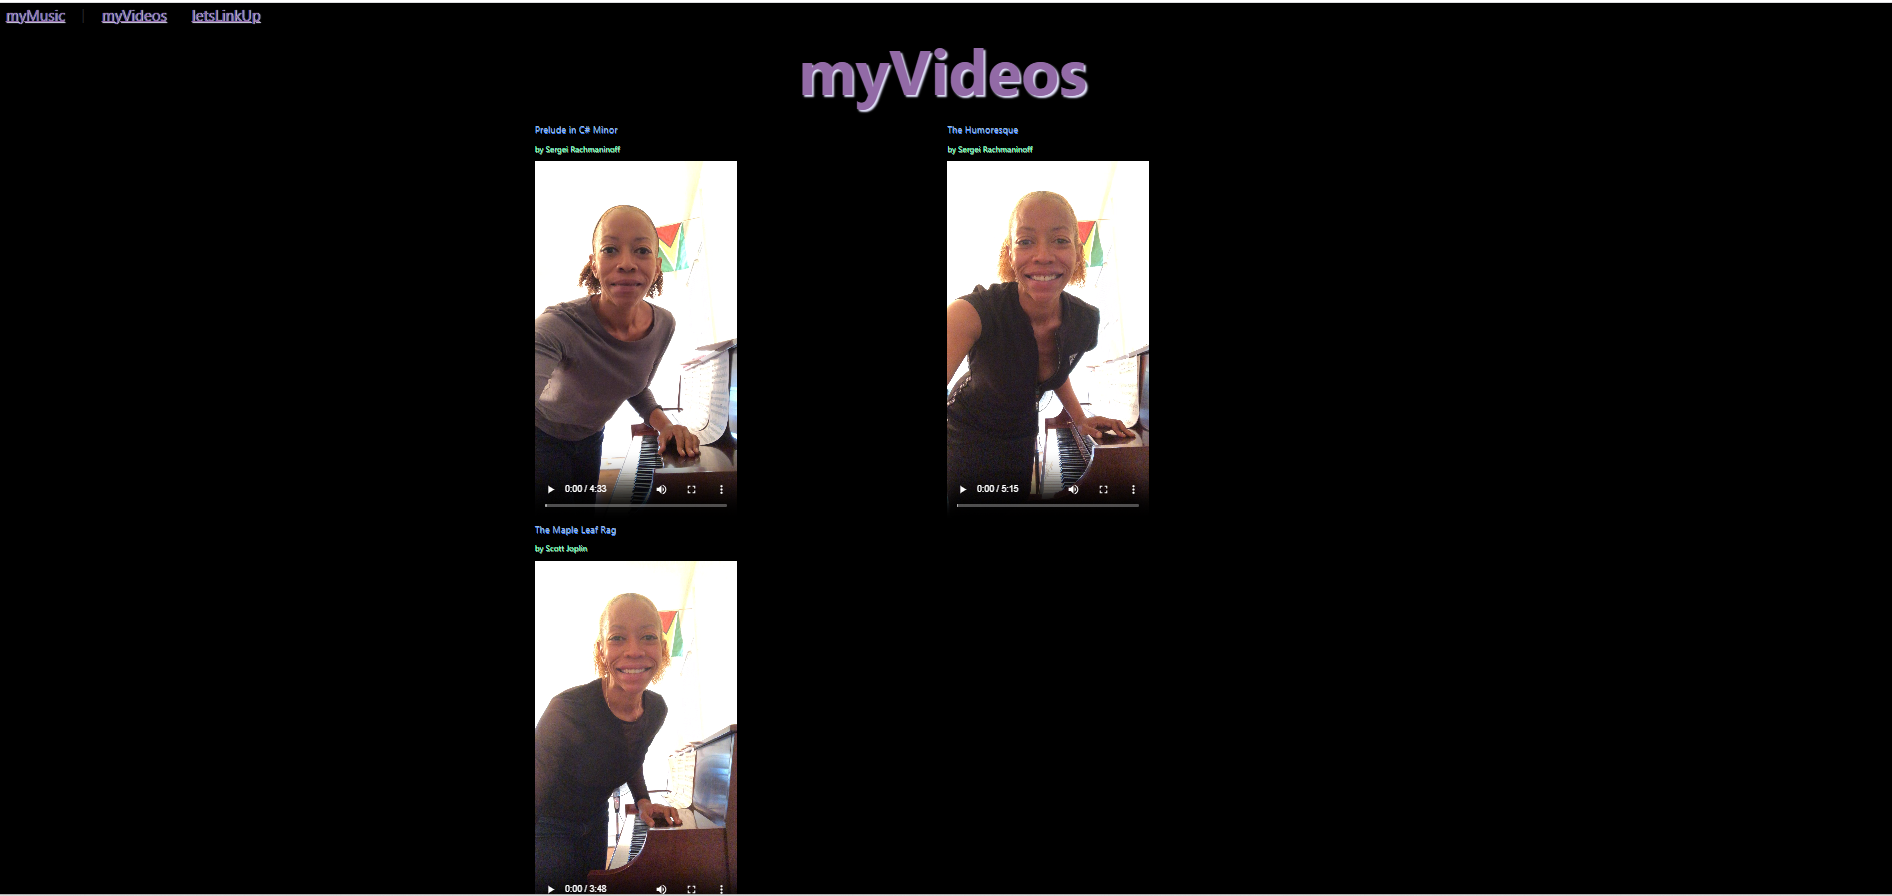 myMusic | myVideos letsLinkUp
myVideos
Prelude in C# Minor
by Sergei Rachmaninoff
0:00 / 4:33
The Humoresque
by Sergei Rachmaninoff
0:00 / 5:15
The Maple Leaf Rag
by Scott Joplin
0:00 / 3:48